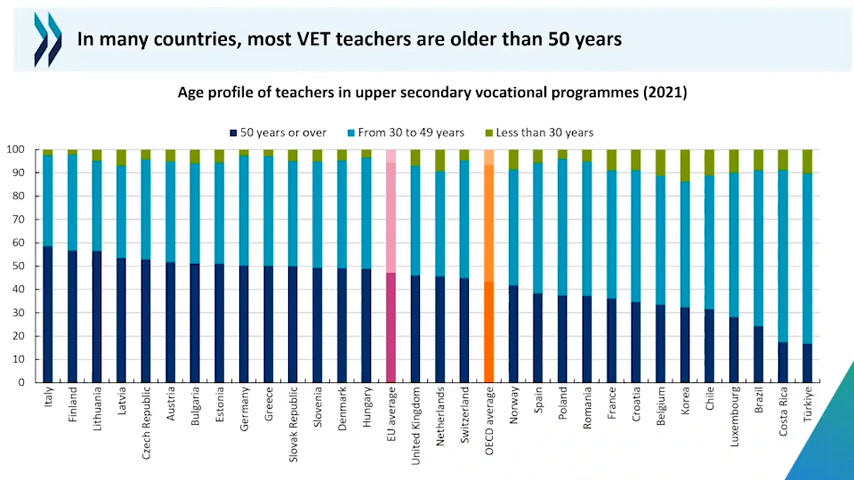 In many countries, most VET teachers are older than 50 years
Age profile of teachers in upper secondary vocational programmes (2021)
50 years or over
From 30 to 49 years
Less than 30 years
100
90
80
70
60
50
40
30
20
10
0
Italy
Finland
Lithuania
Latvia
Czech Republic
Austria
Bulgaria
Estonia
Germany
Greece
Slovak Republic
Slovenia
Denmark
Hungary
EU average
United Kingdom
Netherlands
Switzerland
OECD average
Norway
Spain
Poland
Romania
France
Croatia
Belgium
Korea
Chile
Luxembourg
Brazil
Costa Rica
Türkiye